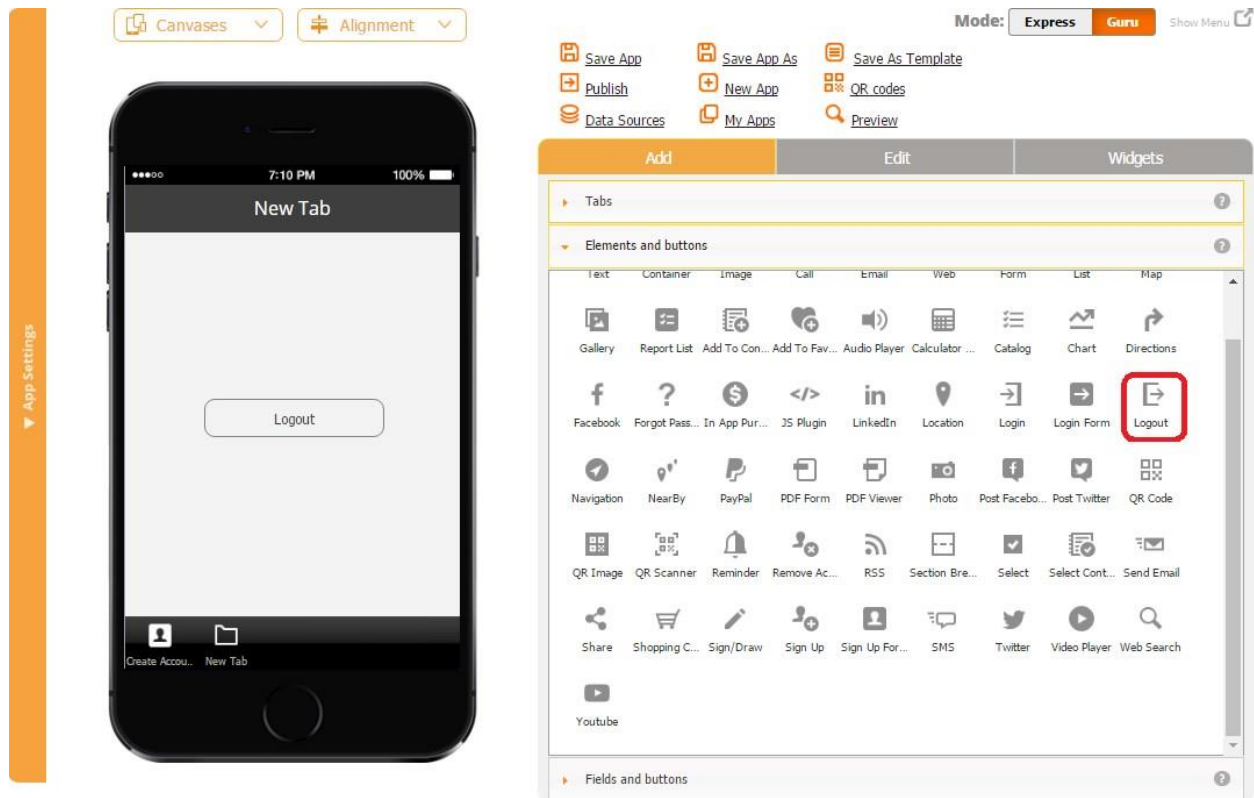 Canvases
Alignment
Mode: Express Guru Show Menu
Save App Save App As Save As Template
Publish New App QR codes
Data Sources My Apps Preview
Add Edit Widgets
Tabs ?
Elements and buttons ?
Text Container Image Call Email Web Form List Map
Gallery Report List Add To Con... Add To Fav... Audio Player Calculator ... Catalog Chart Directions
Facebook Forgot Pass... In App Pur... JS Plugin LinkedIn Location Login Login Form Logout
Navigation NearBy PayPal PDF Form PDF Viewer Photo Post Facebo... Post Twitter QR Code
QR Image QR Scanner Reminder Remove Ac... RSS Section Bre... Select Select Cont... Send Email
Share Shopping C... Sign/Draw Sign Up Sign Up For... SMS Twitter Video Player Web Search
Youtube
Fields and buttons ?
▼ App Settings
7:10 PM 100%
New Tab
Logout
Create Accou.. New Tab